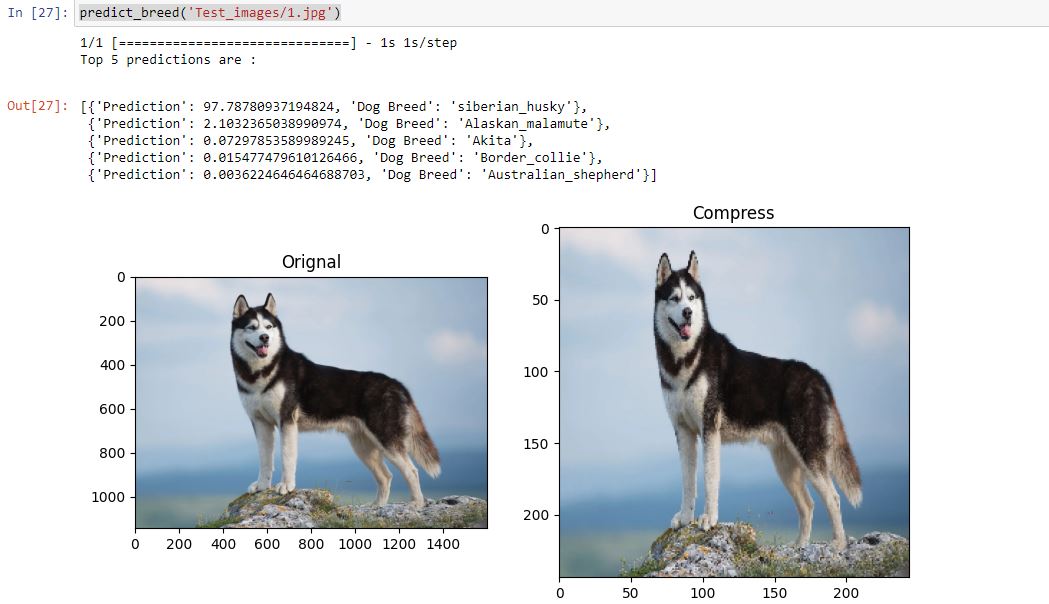 In [27]: predict_breed('Test_images/1.jpg')
1/1 [==============================] - 1s 1s/step
Top 5 predictions are :
Out[27]: [{'Prediction': 97.78780937194824, 'Dog Breed': 'siberian_husky'},
{'Prediction': 2.1032365038990974, 'Dog Breed': 'Alaskan_malamute'},
{'Prediction': 0.07297853589989245, 'Dog Breed': 'Akita'},
{'Prediction': 0.015477479610126466, 'Dog Breed': 'Border_collie'},
{'Prediction': 0.0036224646464688703, 'Dog Breed': 'Australian_shepherd'}]
Orignal
0
200
400
600
800
1000
0 200 400 600 800 1000 1200 1400
Compress
0
50
100
150
200
0 50 100 150 200